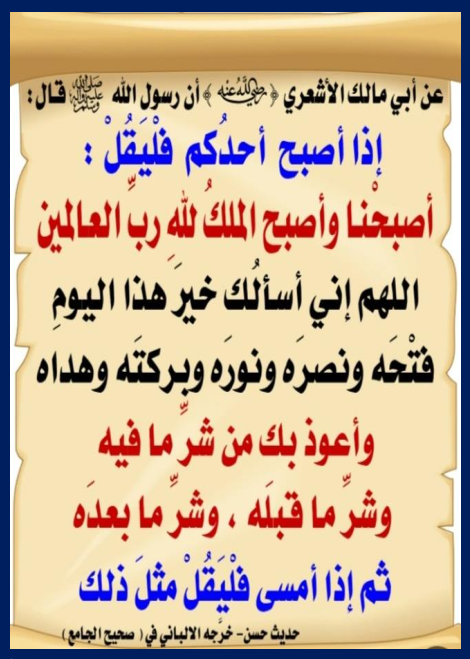 عن أبي مالك الأشعري ﴿رضي الله عنه﴾ أن رسول الله ﷺ قال :
إذا أصبح أحدُكم فلْيَقُلْ :
أصبحْنا وأصبح الملكُ للهِ ربِّ العالمين
اللهم إني أسألُك خيرَ هذا اليومِ
فتْحَه ونصرَه ونورَه وبركتَه وهداه
وأعوذ بك من شرِّ ما فيه
وشرِّ ما قبلَه ، وشرِّ ما بعدَه
ثم إذا أمسى فلْيَقُلْ مثلَ ذلك
حديث حسن - خرَّجه الالباني في ( صحيح الجامع )